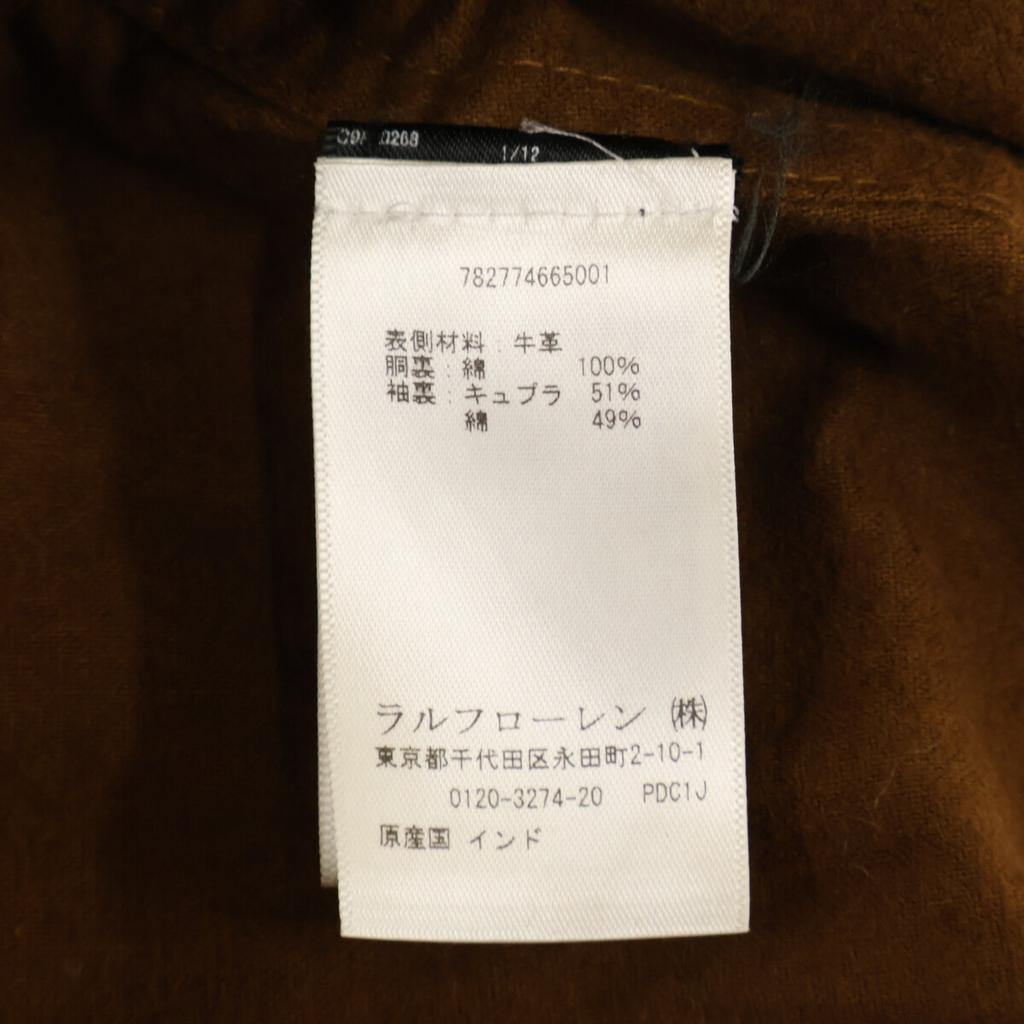 0268
1/12
782774665001
表側材料：牛革
胴裏：綿 100%
袖裏：キュプラ 51%
綿 49%
ラルフローレン ㈱
東京都千代田区永田町2-10-1
0120-3274-20 PDC1J
原産国 インド